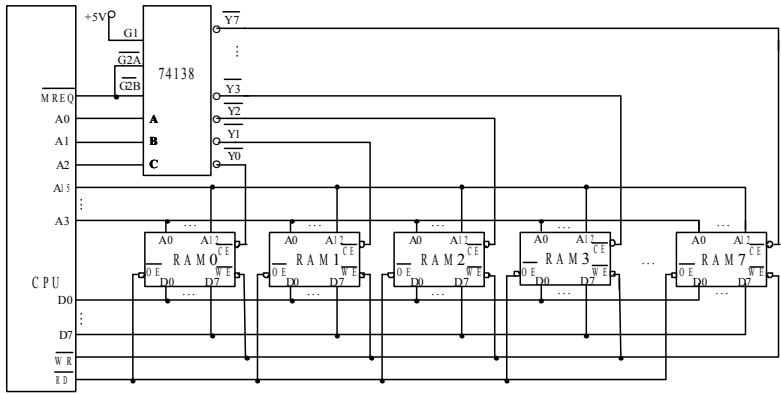 +5V
G1
Y7
G2A
⋮
74138
G2B
Y3
MREQ
Y2
A0
A
Y1
A1
B
Y0
A2
C
A15
⋮
A3
... ... ... ... ...
A0 A12 A0 A12 A0 A12 A0 A12 A0 A12
CE CE CE CE CE
RAM0 RAM1 RAM2 RAM3 ... RAM7
OE WE OE WE OE WE OE WE OE WE
CPU
D0 D7 D0 D7 D0 D7 D0 D7 D0 D7
D0
... ... ... ... ...
⋮
D7
WR
RD